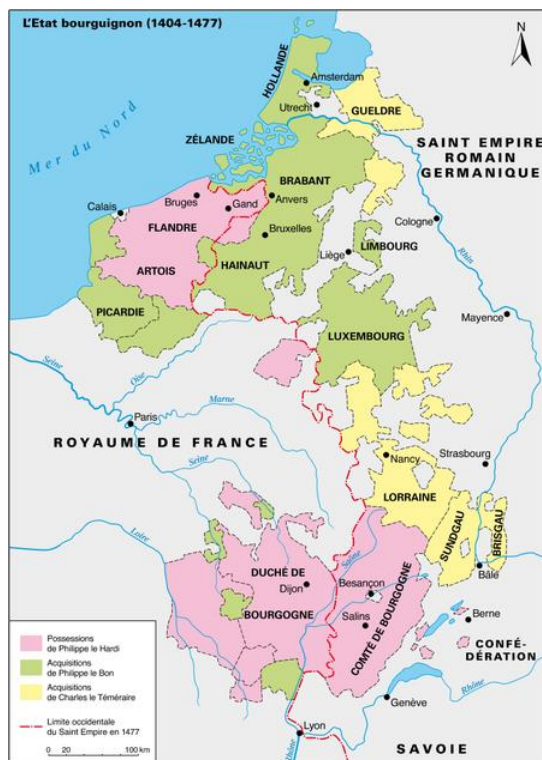 L'Etat bourguignon (1404-1477)
N
HOLLANDE
Amsterdam
Utrecht
GUELDRE
Mer du Nord
ZÉLANDE
SAINT EMPIRE
ROMAIN
GERMANIQUE
BRABANT
Bruges
Gand
Anvers
Calais
FLANDRE
Bruxelles
Cologne
Rhin
LIMBOURG
Liège
ARTOIS
HAINAUT
PICARDIE
LUXEMBOURG
Mayence
Seine
Oise
Marne
Paris
ROYAUME DE FRANCE
Seine
Nancy
Strasbourg
LORRAINE
SUNDGAU
BRISGAU
Loire
Saône
DUCHÉ DE
Dijon
BOURGOGNE
Besançon
Salins
COMTÉ DE BOURGOGNE
Bâle
Berne
CONFÉ-
DÉRATION
Rhône
Genève
Lyon
Rhône
SAVOIE
Possessions
de Philippe le Hardi
Acquisitions
de Philippe le Bon
Acquisitions
de Charles le Téméraire
Limite occidentale
du Saint Empire en 1477
0 20 100 km